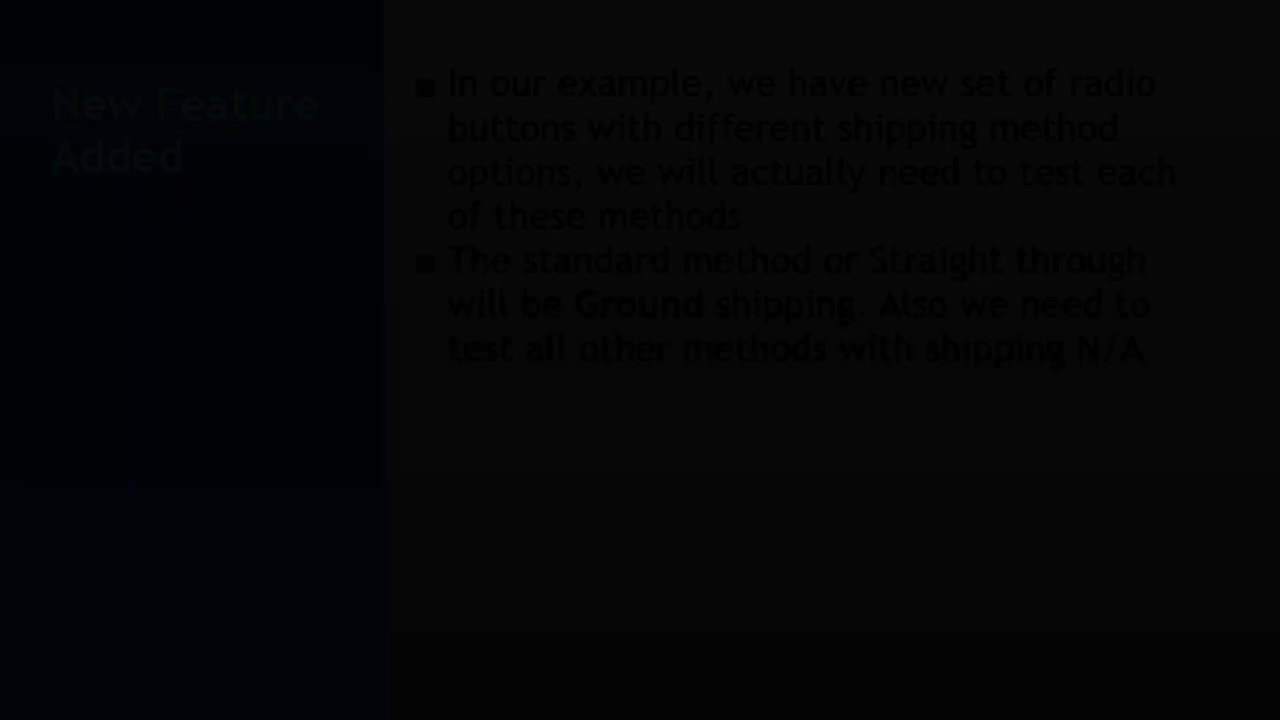 New Feature
Added
■ In our example, we have new set of radio
buttons with different shipping method
options, we will actually need to test each
of these methods
■ The standard method or Straight through
will be Ground shipping. Also we need to
test all other methods with shipping N/A